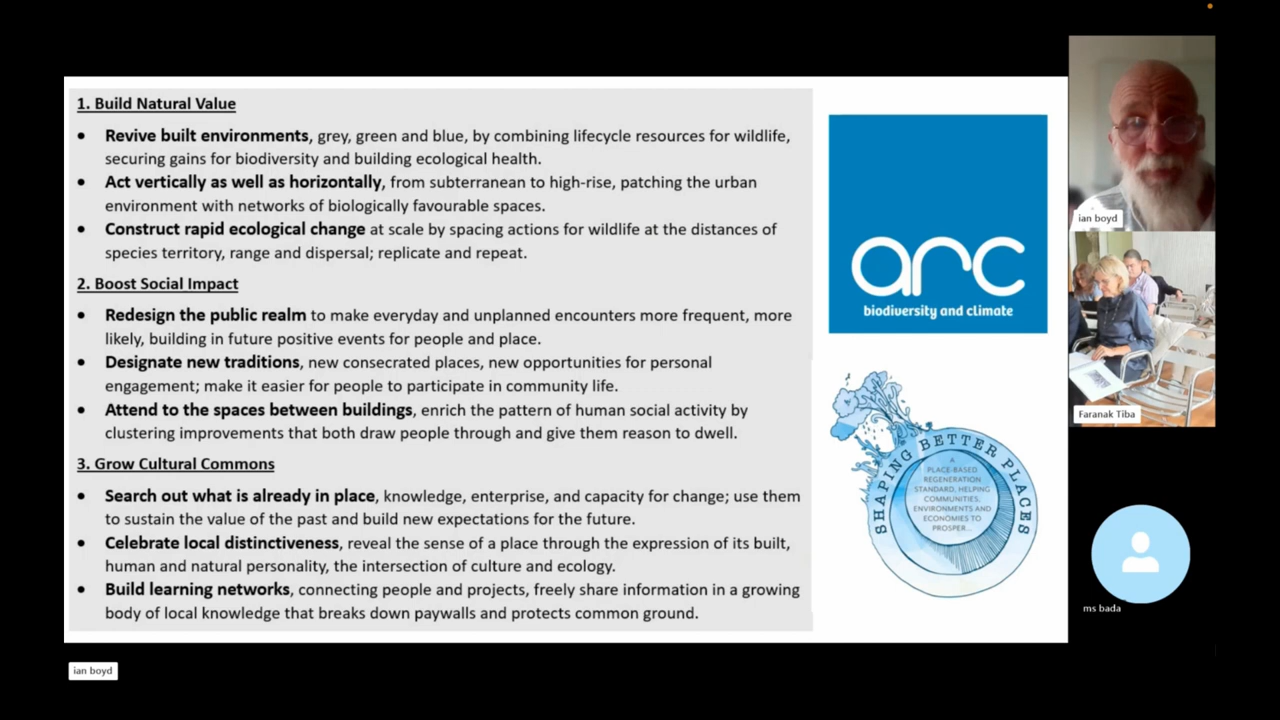 1. Build Natural Value
● Revive built environments, grey, green and blue, by combining lifecycle resources for wildlife,
securing gains for biodiversity and building ecological health.
● Act vertically as well as horizontally, from subterranean to high-rise, patching the urban
environment with networks of biologically favourable spaces.
● Construct rapid ecological change at scale by spacing actions for wildlife at the distances of
species territory, range and dispersal; replicate and repeat.
2. Boost Social Impact
● Redesign the public realm to make everyday and unplanned encounters more frequent, more
likely, building in future positive events for people and place.
● Designate new traditions, new consecrated places, new opportunities for personal
engagement; make it easier for people to participate in community life.
● Attend to the spaces between buildings, enrich the pattern of human social activity by
clustering improvements that both draw people through and give them reason to dwell.
3. Grow Cultural Commons
● Search out what is already in place, knowledge, enterprise, and capacity for change; use them
to sustain the value of the past and build new expectations for the future.
● Celebrate local distinctiveness, reveal the sense of a place through the expression of its built,
human and natural personality, the intersection of culture and ecology.
● Build learning networks, connecting people and projects, freely share information in a growing
body of local knowledge that breaks down paywalls and protects common ground.
arc
biodiversity and climate
SHAPING BETTER PLACES
A
PLACE-BASED
REGENERATION
STANDARD, HELPING
COMMUNITIES,
ENVIRONMENTS AND
ECONOMIES TO
PROSPER...
ian boyd
Faranak Tiba
ms bada
ian boyd